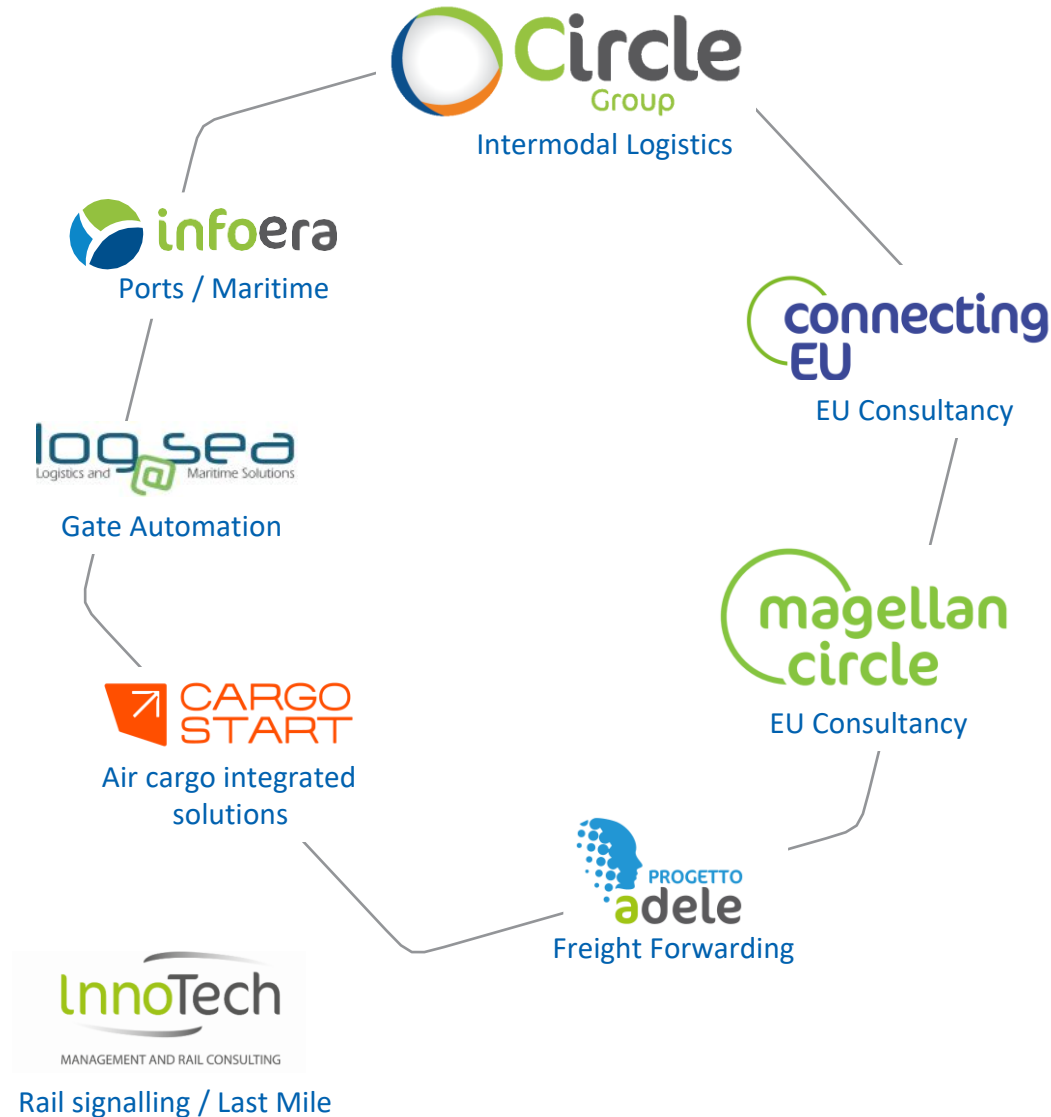 Circle
Group
Intermodal Logistics
infoera
Ports / Maritime
connecting
EU
EU Consultancy
log@sea
Logistics and Maritime Solutions
Gate Automation
magellan
circle
EU Consultancy
CARGO
START
Air cargo integrated
solutions
PROGETTO
adele
Freight Forwarding
InnoTech
MANAGEMENT AND RAIL CONSULTING
Rail signalling / Last Mile